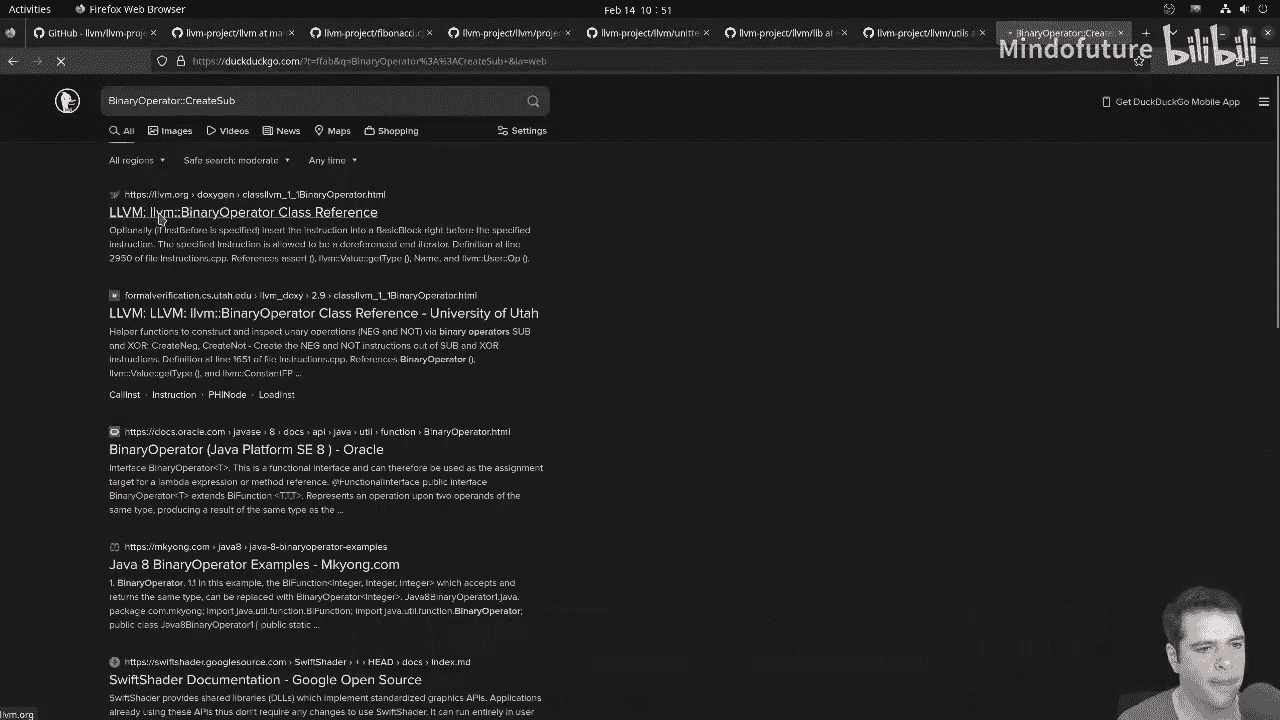 Activities
Firefox Web Browser
Feb 14 10:51
GitHub - llvm/llvm-projec
llvm-project/llvm at ma
llvm-project/fibonacci.c
llvm-project/llvm/proje
llvm-project/llvm/unitte
llvm-project/llvm/lib at
llvm-project/llvm/utils a
BinaryOperator::Create
Mindofuture bilibili
https://duckduckgo.com/?t=ffab&q=BinaryOperator%3A%3ACreateSub+&ia=web
BinaryOperator::CreateSub
Get DuckDuckGo Mobile App
All Images Videos News Maps Shopping Settings
All regions Safe search: moderate Any time
https://llvm.org › doxygen › classllvm_1_1BinaryOperator.html
LLVM: llvm::BinaryOperator Class Reference
Optionally (if InstBefore is specified) insert the instruction into a BasicBlock right before the specified
instruction. The specified Instruction is allowed to be a dereferenced end iterator. Definition at line
2950 of file Instructions.cpp. References assert (), llvm::Value::getType (), Name, and llvm::User::Op ().
formalverification.cs.utah.edu › llvm_doxy › 2.9 › classllvm_1_1BinaryOperator.html
LLVM: LLVM: llvm::BinaryOperator Class Reference - University of Utah
Helper functions to construct and inspect unary operations (NEG and NOT) via binary operators SUB
and XOR: CreateNeg, CreateNot - Create the NEG and NOT instructions out of SUB and XOR
instructions. Definition at line 1651 of file Instructions.cpp. References BinaryOperator (),
llvm::Value::getType (), and llvm::ConstantFP ...
CallInst · Instruction · PHINode · LoadInst
https://docs.oracle.com › javase › 8 › docs › api › java › util › function › BinaryOperator.html
BinaryOperator (Java Platform SE 8 ) - Oracle
Interface BinaryOperator<T>. This is a functional interface and can therefore be used as the assignment
target for a lambda expression or method reference. @FunctionalInterface public interface
BinaryOperator<T> extends BiFunction <T,T,T>. Represents an operation upon two operands of the
same type, producing a result of the same type as the ...
https://mkyong.com › java8 › java-8-binaryoperator-examples
Java 8 BinaryOperator Examples - Mkyong.com
1. BinaryOperator. 1.1 In this example, the BiFunction<Integer, Integer, Integer> which accepts and
returns the same type, can be replaced with BinaryOperator<Integer>. Java8BinaryOperator1.java.
package com.mkyong; import java.util.function.BiFunction; import java.util.function.BinaryOperator;
public class Java8BinaryOperator1 { public static ...
https://swiftshader.googlesource.com › SwiftShader › + › HEAD › docs › Index.md
SwiftShader Documentation - Google Open Source
SwiftShader provides shared libraries (DLLs) which implement standardized graphics APIs. Applications
already using these APIs thus don't require any changes to use SwiftShader. It can run entirely in user
llvm.org